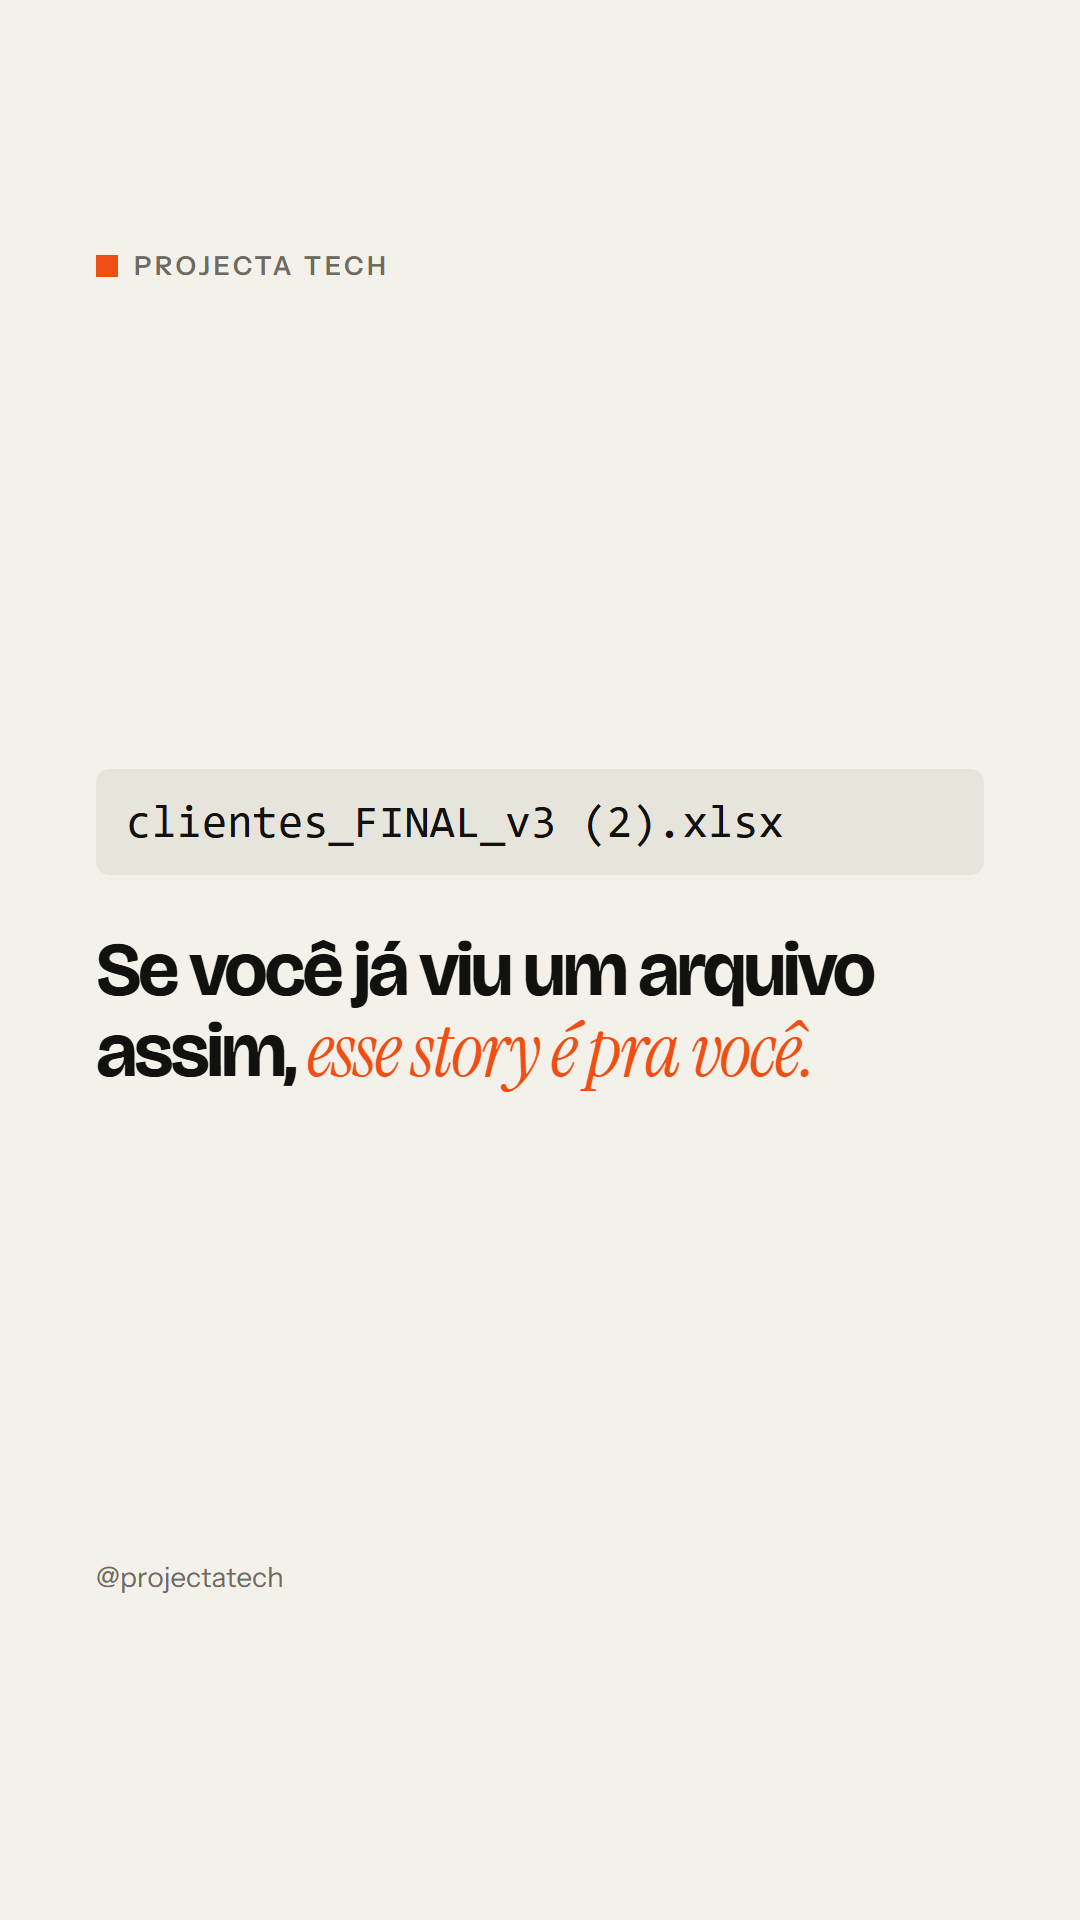 PROJECTA TECH
clientes_FINAL_v3 (2).xlsx
Se você já viu um arquivo
assim, esse story é pra você.
@projectatech